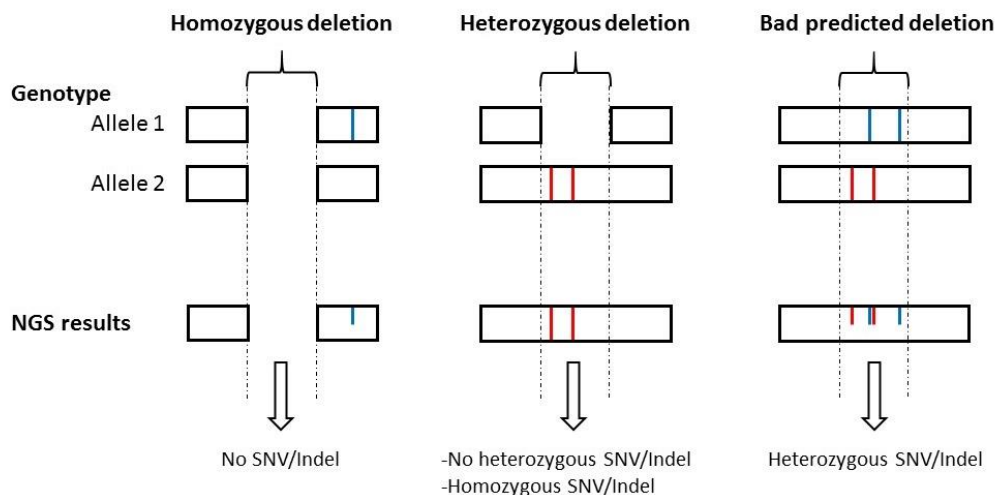 Homozygous deletion
Heterozygous deletion
Bad predicted deletion
Genotype
Allele 1
Allele 2
NGS results
No SNV/Indel
-No heterozygous SNV/Indel
-Homozygous SNV/Indel
Heterozygous SNV/Indel